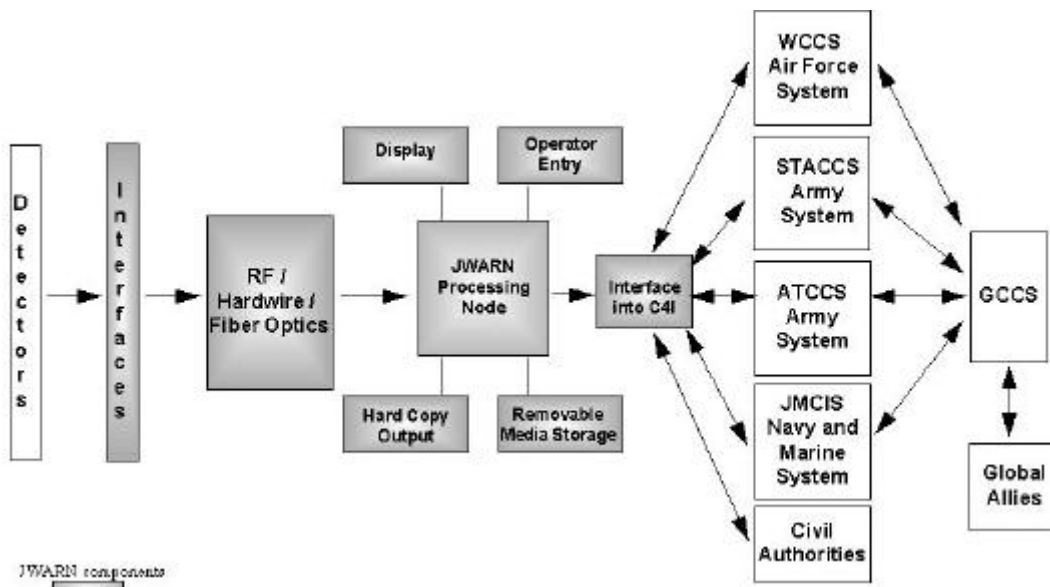 Detectors
Interfaces
RF /
Hardwire /
Fiber Optics
Display
Operator
Entry
JWARN
Processing
Node
Hard Copy
Output
Removable
Media Storage
Interface
into C4I
WCCS
Air Force
System
STACCS
Army
System
ATCCS
Army
System
JMCIS
Navy and
Marine
System
Civil
Authorities
GCCS
Global
Allies
JWARN components